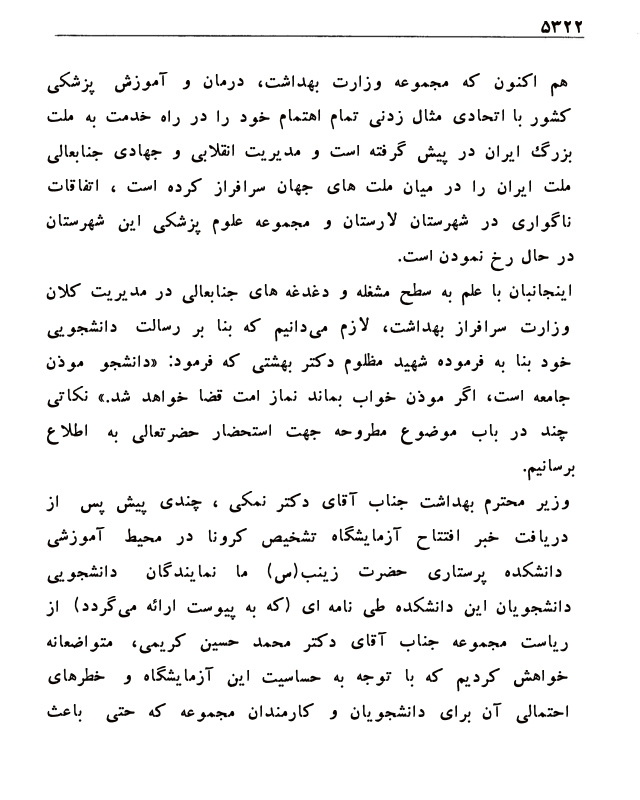 ۵۳۲۲
هم اکنون که مجموعه وزارت بهداشت، درمان و آموزش پزشکی
کشور با اتحادی مثال زدنی تمام اهتمام خود را در راه خدمت به ملت
بزرگ ایران در پیش گرفته است و مدیریت انقلابی و جهادی جنابعالی
ملت ایران را در میان ملت های جهان سرافراز کرده است ، اتفاقات
ناگواری در شهرستان لارستان و مجموعه علوم پزشکی این شهرستان
در حال رخ نمودن است.
اینجانبان با علم به سطح مشغله و دغدغه های جنابعالی در مدیریت کلان
وزارت سرافراز بهداشت، لازم می‌دانیم که بنا بر رسالت دانشجویی
خود بنا به فرموده شهید مظلوم دکتر بهشتی که فرمود: «دانشجو موذن
جامعه است، اگر موذن خواب بماند نماز امت قضا خواهد شد.» نکاتی
چند در باب موضوع مطروحه جهت استحضار حضرتعالی به اطلاع
برسانیم.
وزیر محترم بهداشت جناب آقای دکتر نمکی ، چندی پیش پس از
دریافت خبر افتتاح آزمایشگاه تشخیص کرونا در محیط آموزشی
دانشکده پرستاری حضرت زینب(س) ما نمایندگان دانشجویی
دانشجویان این دانشکده طی نامه ای (که به پیوست ارائه می‌گردد) از
ریاست مجموعه جناب آقای دکتر محمد حسین کریمی، متواضعانه
خواهش کردیم که با توجه به حساسیت این آزمایشگاه و خطرهای
احتمالی آن برای دانشجویان و کارمندان مجموعه که حتی باعث